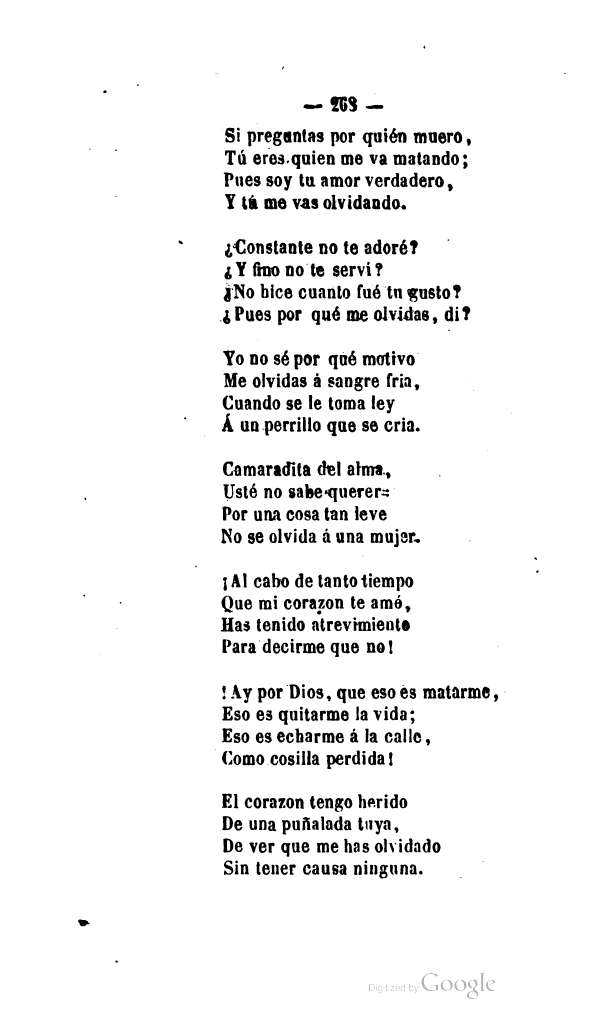 — 268 —
Si preguntas por quién muero,
Tú eres quien me va matando;
Pues soy tu amor verdadero,
Y tú me vas olvidando.
¿Constante no te adoré?
¿Y fino no te serví?
¿No hice cuanto fué tu gusto?
¿Pues por qué me olvidas, di?
Yo no sé por qué motivo
Me olvidas á sangre fria,
Cuando se le toma ley
Á un perrillo que se cria.
Camaradita del alma,
Usté no sabe querer:
Por una cosa tan leve
No se olvida á una mujer.
¡Al cabo de tanto tiempo
Que mi corazon te amó,
Has tenido atrevimiento
Para decirme que no!
!Ay por Dios, que eso es matarme,
Eso es quitarme la vida;
Eso es echarme á la calle,
Como cosilla perdida!
El corazon tengo herido
De una puñalada tuya,
De ver que me has olvidado
Sin tener causa ninguna.
Digitized by Google